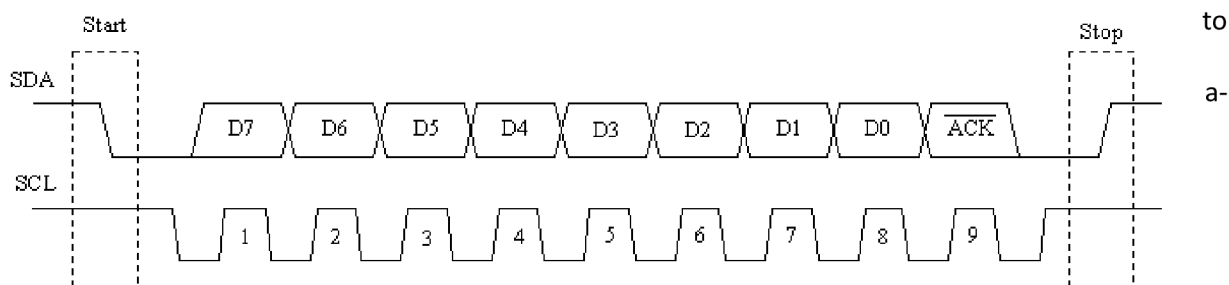 to
Start
Stop
SDA
a-
D7 D6 D5 D4 D3 D2 D1 D0 ACK
SCL
1 2 3 4 5 6 7 8 9